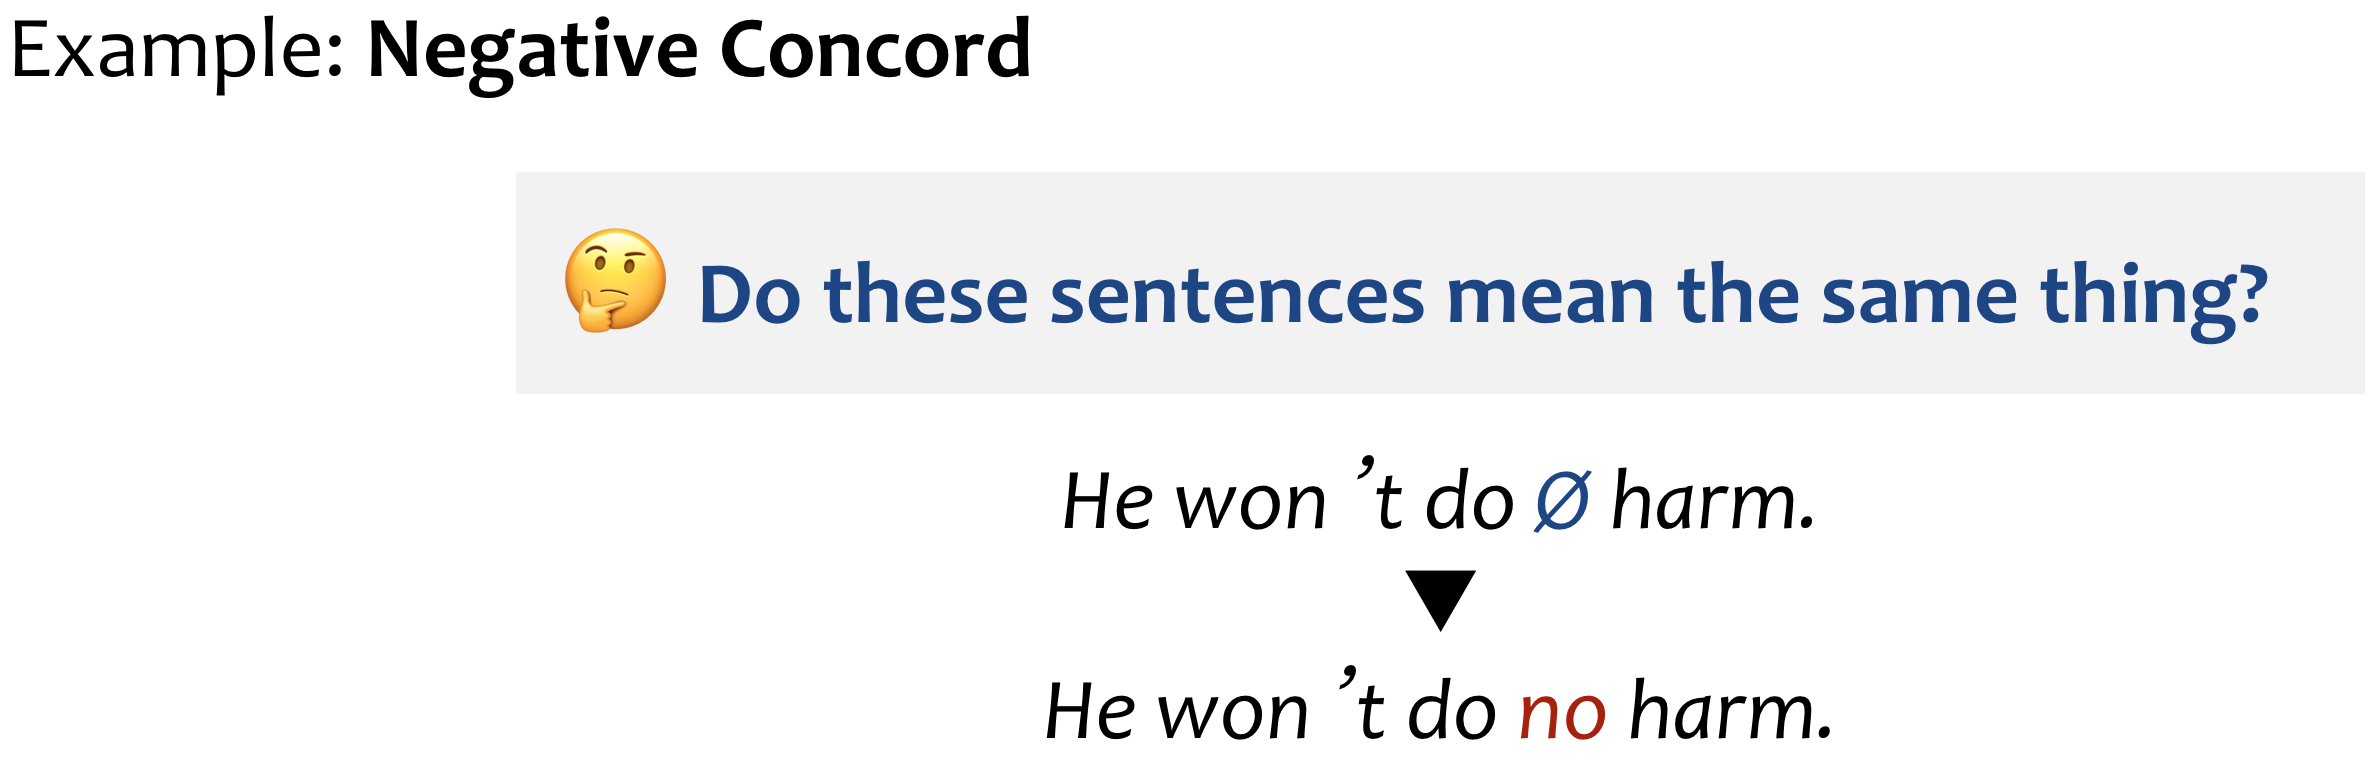 Example: Negative Concord
🤔 Do these sentences mean the same thing?
He won ’t do Ø harm.
▼
He won ’t do no harm.